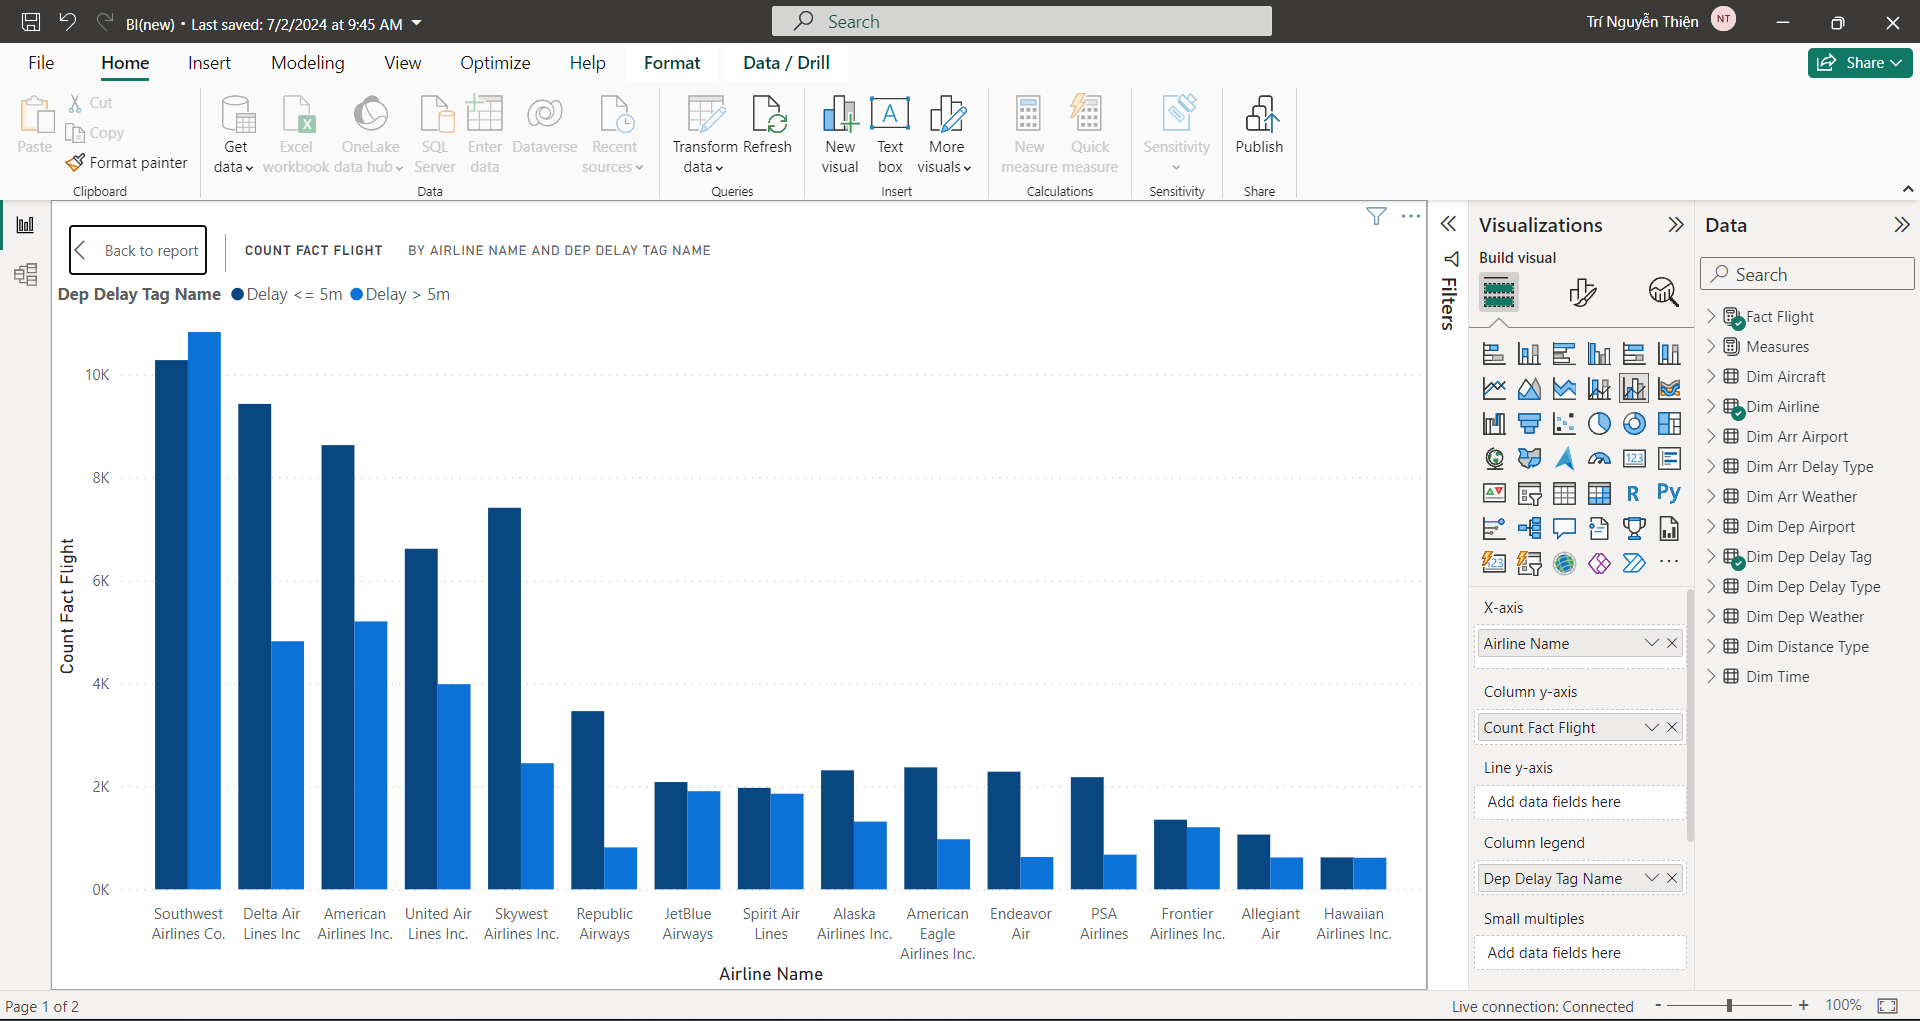 BI(new) • Last saved: 7/2/2024 at 9:45 AM
Search
Trí Nguyễn Thiện
NT
File
Home
Insert
Modeling
View
Optimize
Help
Format
Data / Drill
Share
Paste
Cut
Copy
Format painter
Clipboard
Get data
Excel workbook
OneLake data hub
SQL Server
Enter data
Dataverse
Recent sources
Data
Transform data
Refresh
Queries
New visual
A
Text box
More visuals
Insert
New measure
Quick measure
Calculations
Sensitivity
Sensitivity
Publish
Share
Back to report
COUNT FACT FLIGHT
BY AIRLINE NAME AND DEP DELAY TAG NAME
Dep Delay Tag Name
Delay <= 5m
Delay > 5m
Count Fact Flight
10K
8K
6K
4K
2K
0K
Southwest Airlines Co.
Delta Air Lines Inc
American Airlines Inc.
United Air Lines Inc.
Skywest Airlines Inc.
Republic Airways
JetBlue Airways
Spirit Air Lines
Alaska Airlines Inc.
American Eagle Airlines Inc.
Endeavor Air
PSA Airlines
Frontier Airlines Inc.
Allegiant Air
Hawaiian Airlines Inc.
Airline Name
Filters
Visualizations
Build visual
123
R
Py
123
X-axis
Airline Name
Column y-axis
Count Fact Flight
Line y-axis
Add data fields here
Column legend
Dep Delay Tag Name
Small multiples
Add data fields here
Data
Search
Fact Flight
Measures
Dim Aircraft
Dim Airline
Dim Arr Airport
Dim Arr Delay Type
Dim Arr Weather
Dim Dep Airport
Dim Dep Delay Tag
Dim Dep Delay Type
Dim Dep Weather
Dim Distance Type
Dim Time
Page 1 of 2
Live connection: Connected
- + 100%